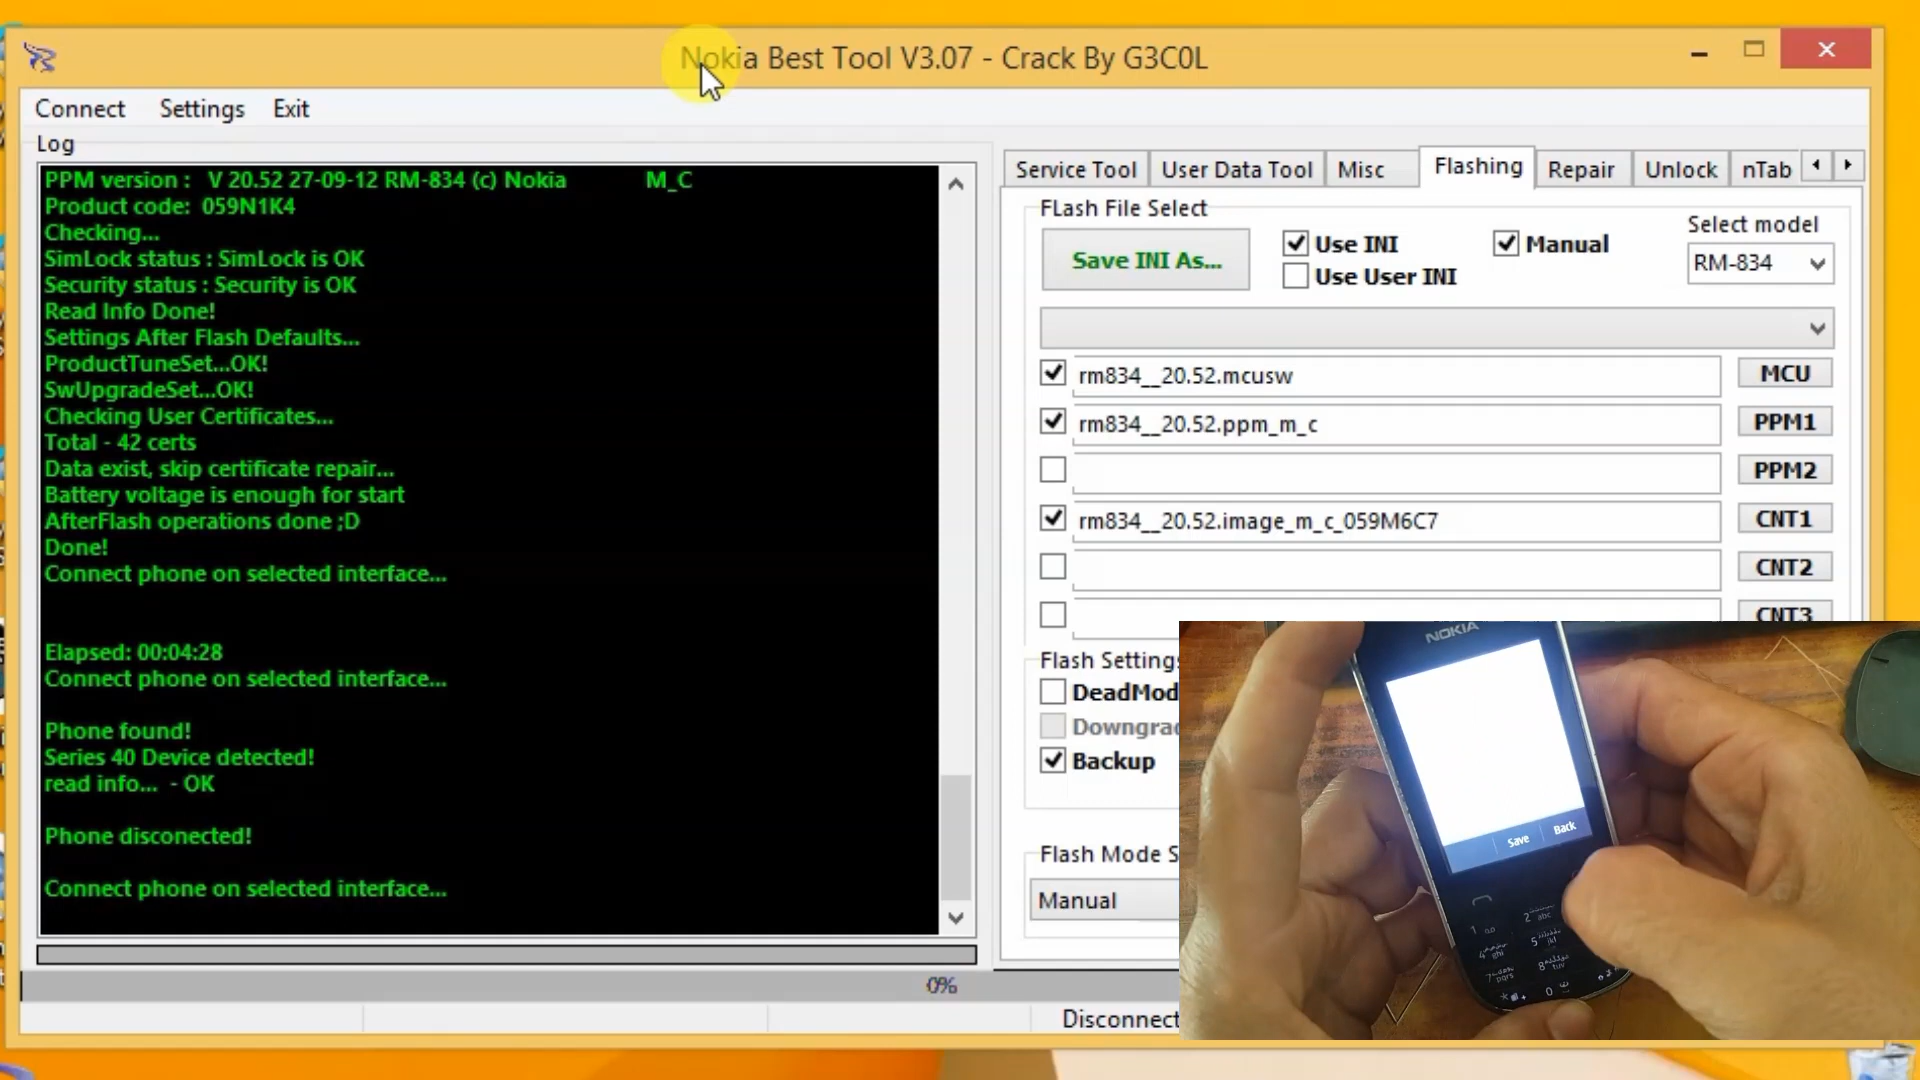 Nokia Best Tool V3.07 - Crack By G3C0L
Connect Settings Exit
Log
PPM version : V 20.52 27-09-12 RM-834 (c) Nokia M_C
Product code: 059N1K4
Checking...
SimLock status : SimLock is OK
Security status : Security is OK
Read Info Done!
Settings After Flash Defaults...
ProductTuneSet...OK!
SwUpgradeSet...OK!
Checking User Certificates...
Total - 42 certs
Data exist, skip certificate repair...
Battery voltage is enough for start
AfterFlash operations done ;D
Done!
Connect phone on selected interface...
Elapsed: 00:04:28
Connect phone on selected interface...
Phone found!
Series 40 Device detected!
read info... - OK
Phone disconected!
Connect phone on selected interface...
0%
Service Tool User Data Tool Misc Flashing Repair Unlock nTab
FLash File Select
Save INI As...
Use INI
Use User INI
Manual
Select model
RM-834
rm834__20.52.mcusw MCU
rm834__20.52.ppm_m_c PPM1
PPM2
rm834__20.52.image_m_c_059M6C7 CNT1
CNT2
CNT3
Flash Settings
DeadMod
Downgrad
Backup
Flash Mode S
Manual
Disconnect
NOKIA
Save Back